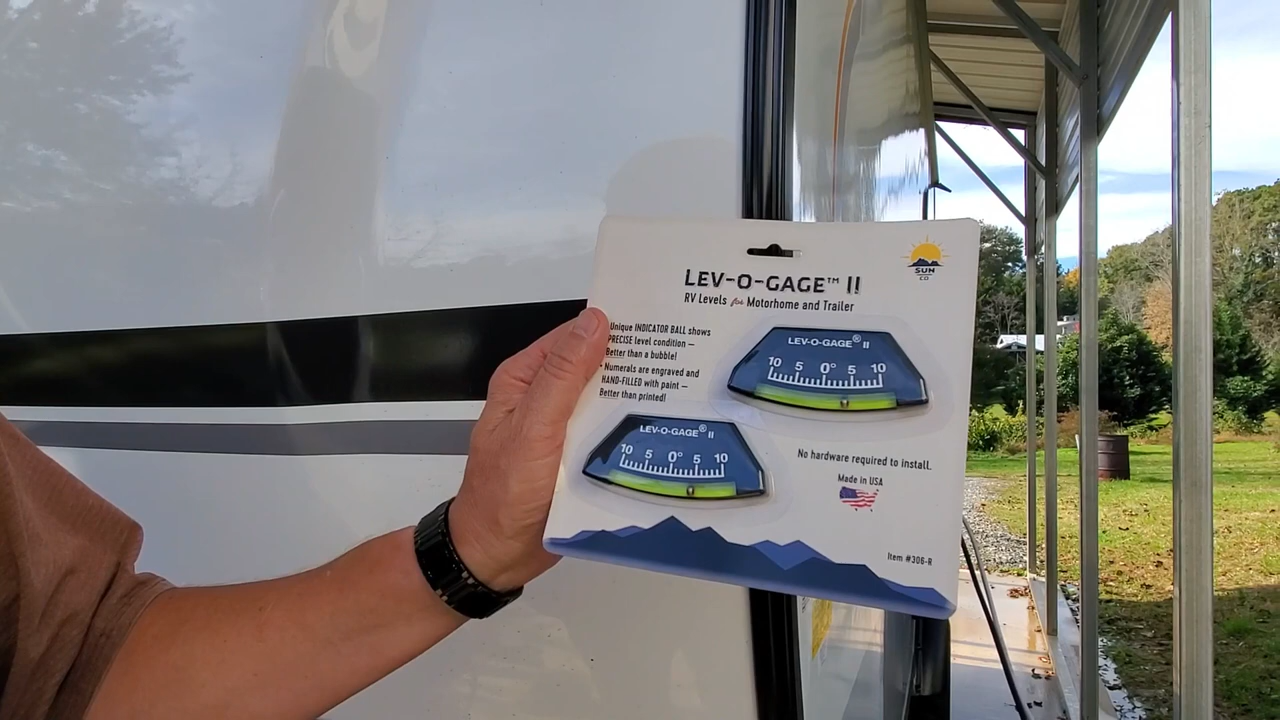 LEV-O-GAGE™ II
RV Levels for Motorhome and Trailer
SUN
CO
Unique INDICATOR BALL shows
PRECISE level condition —
Better than a bubble!
• Numerals are engraved and
HAND-FILLED with paint —
Better than printed!
LEV-O-GAGE® II
10 5 0° 5 10
LEV-O-GAGE® II
10 5 0° 5 10
No hardware required to install.
Made in USA
Item #306-R